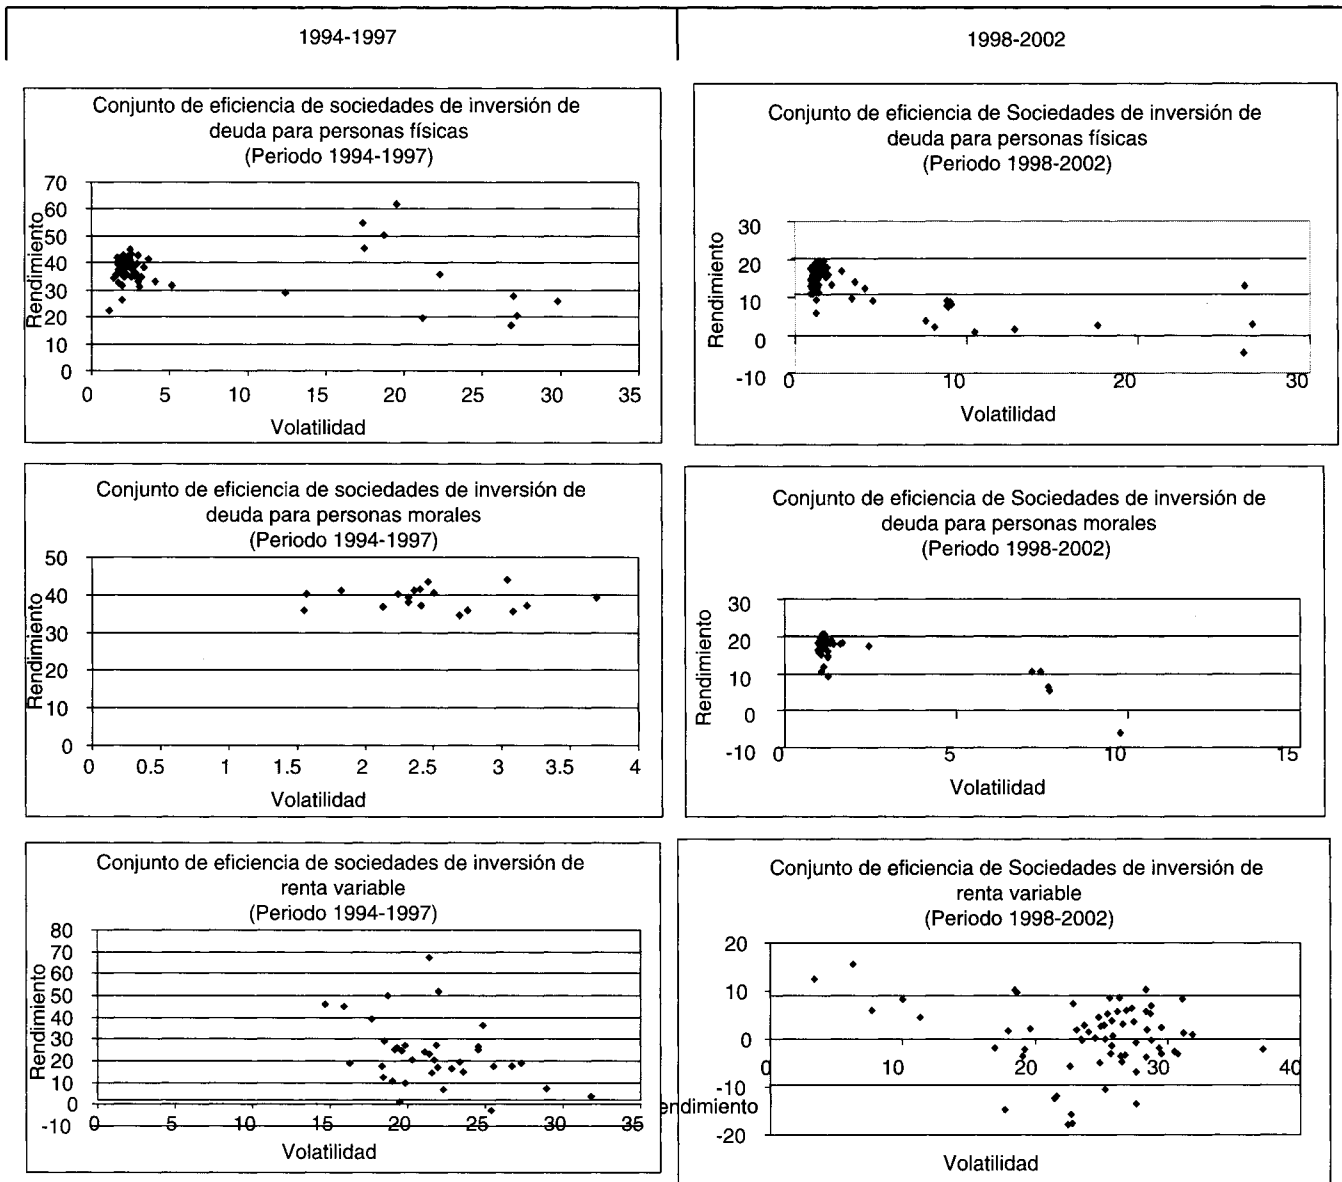 1994-1997
1998-2002
Conjunto de eficiencia de sociedades de inversión de
deuda para personas físicas
(Periodo 1994-1997)
70
60
50
40
30
20
10
0
Rendimiento
0 5 10 15 20 25 30 35
Volatilidad
Conjunto de eficiencia de Sociedades de inversión de
deuda para personas físicas
(Periodo 1998-2002)
30
20
10
0
-10
Rendimiento
0 10 20 30
Volatilidad
Conjunto de eficiencia de sociedades de inversión de
deuda para personas morales
(Periodo 1994-1997)
50
40
30
20
10
0
Rendimiento
0 0.5 1 1.5 2 2.5 3 3.5 4
Volatilidad
Conjunto de eficiencia de Sociedades de inversión de
deuda para personas morales
(Periodo 1998-2002)
30
20
10
0
-10
Rendimiento
0 5 10 15
Volatilidad
Conjunto de eficiencia de sociedades de inversión de
renta variable
(Periodo 1994-1997)
80
70
60
50
40
30
20
10
0
-10
Rendimiento
0 5 10 15 20 25 30 35
Volatilidad
Conjunto de eficiencia de Sociedades de inversión de
renta variable
(Periodo 1998-2002)
20
10
0
-10
-20
endimiento
0 10 20 30 40
Volatilidad